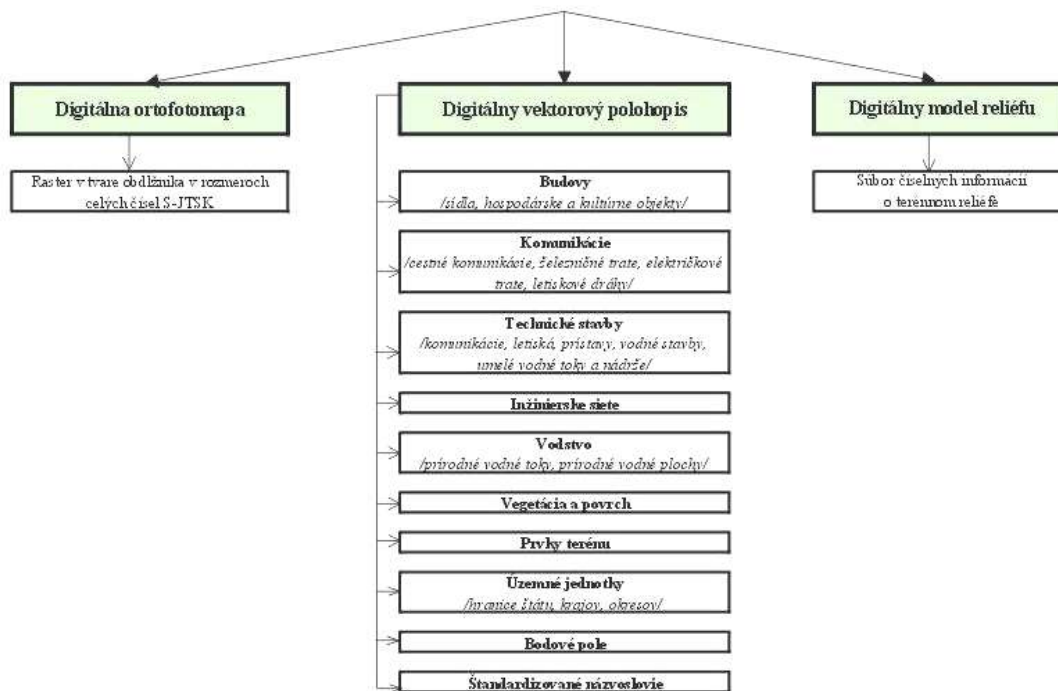 Digitálna ortofotomapa
Raster v tvare obdĺžnika v rozmeroch
celých čísel S-JTSK
Digitálny vektorový polohopis
Budovy
/sídla, hospodárske a kultúrne objekty/
Komunikácie
/cestné komunikácie, železničné trate, električkové
trate, letiskové dráhy/
Technické stavby
/komunikácie, letiská, prístavy, vodné stavby,
umelé vodné toky a nádrže/
Inžinierske siete
Vodstvo
/prírodné vodné toky, prírodné vodné plochy/
Vegetácia a povrch
Prvky terénu
Územné jednotky
/hranice štátu, krajov, okresov/
Bodové pole
Štandardizované názvoslovie
Digitálny model reliéfu
Súbor číselných informácií
o terénnom reliéfe